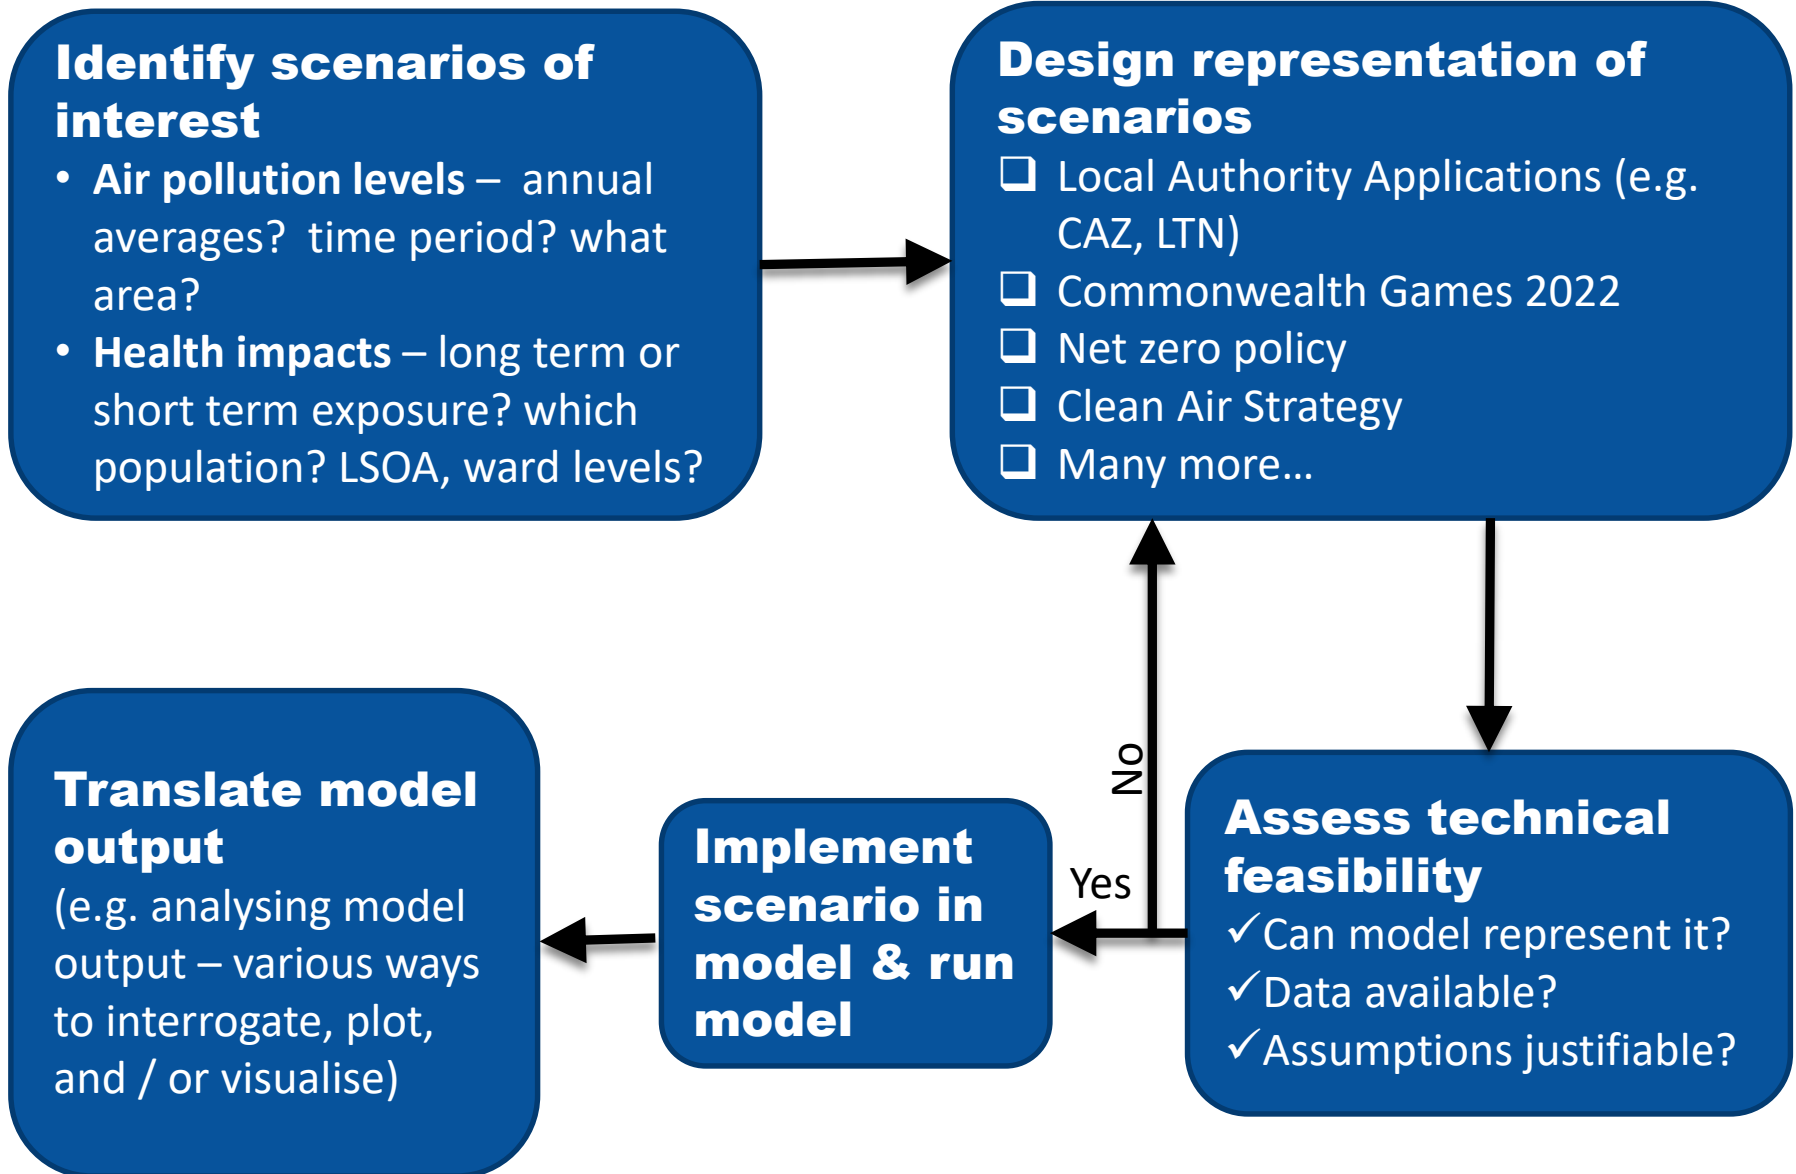 Identify scenarios of
interest
• Air pollution levels – annual
averages? time period? what
area?
• Health impacts – long term or
short term exposure? which
population? LSOA, ward levels?
Design representation of
scenarios
❑ Local Authority Applications (e.g.
CAZ, LTN)
❑ Commonwealth Games 2022
❑ Net zero policy
❑ Clean Air Strategy
❑ Many more…
No
Yes
Assess technical
feasibility
✓Can model represent it?
✓Data available?
✓Assumptions justifiable?
Implement
scenario in
model & run
model
Translate model
output
(e.g. analysing model
output – various ways
to interrogate, plot,
and / or visualise)